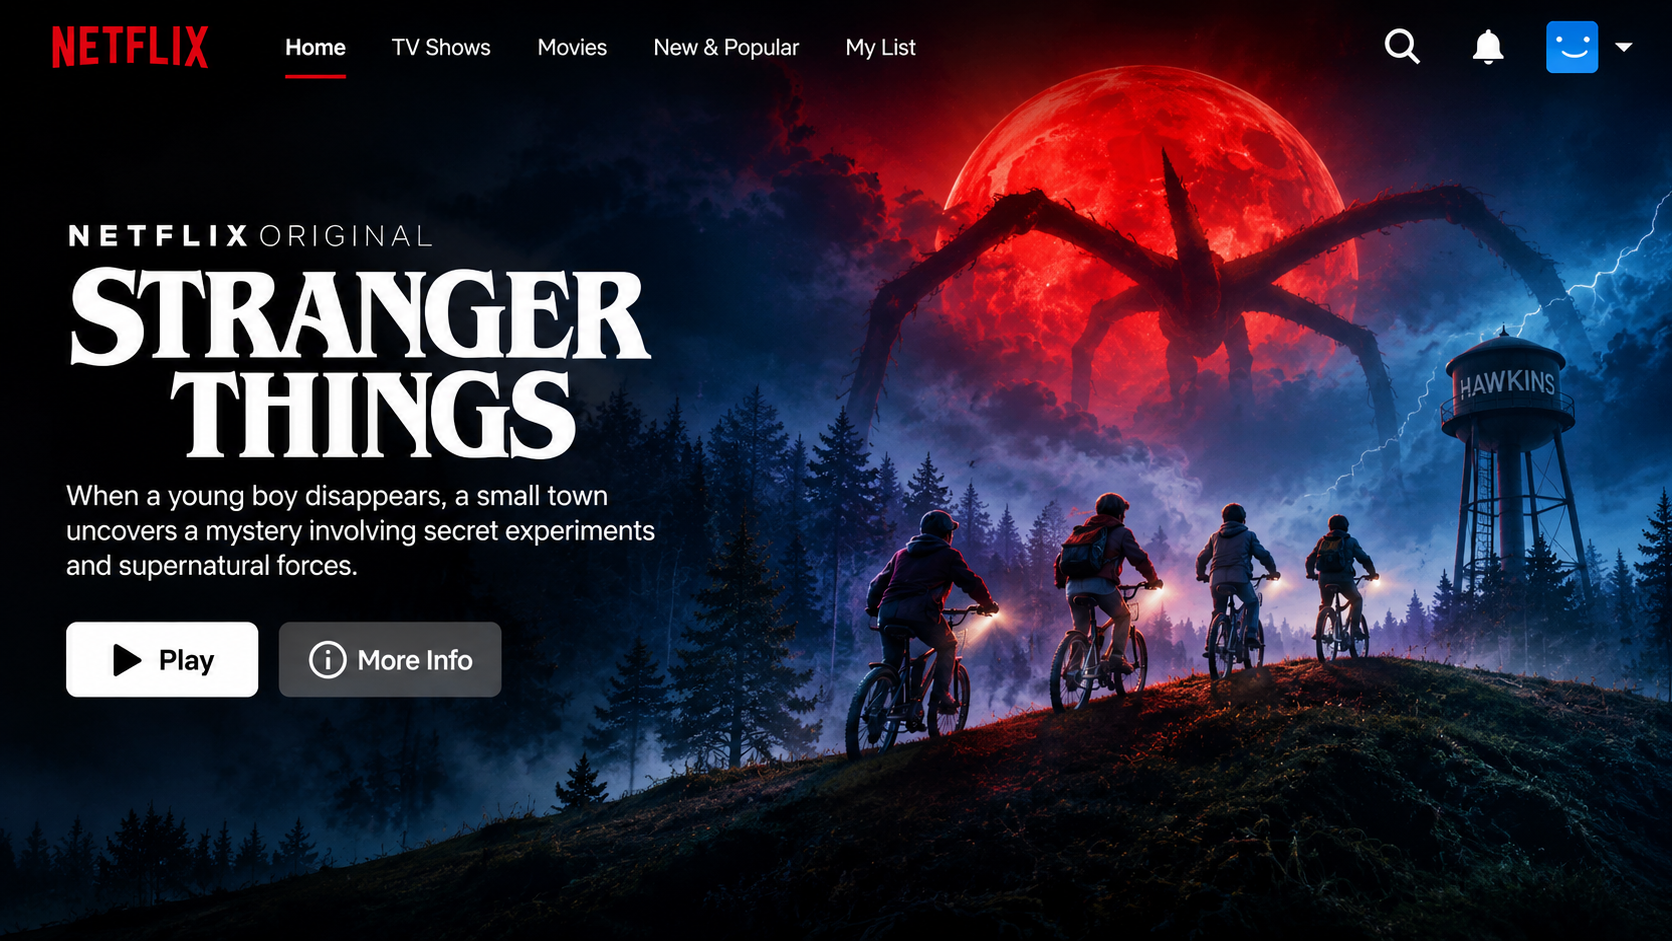 NETFLIX
Home TV Shows Movies New & Popular My List
NETFLIX ORIGINAL
STRANGER
THINGS
When a young boy disappears, a small town
uncovers a mystery involving secret experiments
and supernatural forces.
Play More Info
HAWKINS